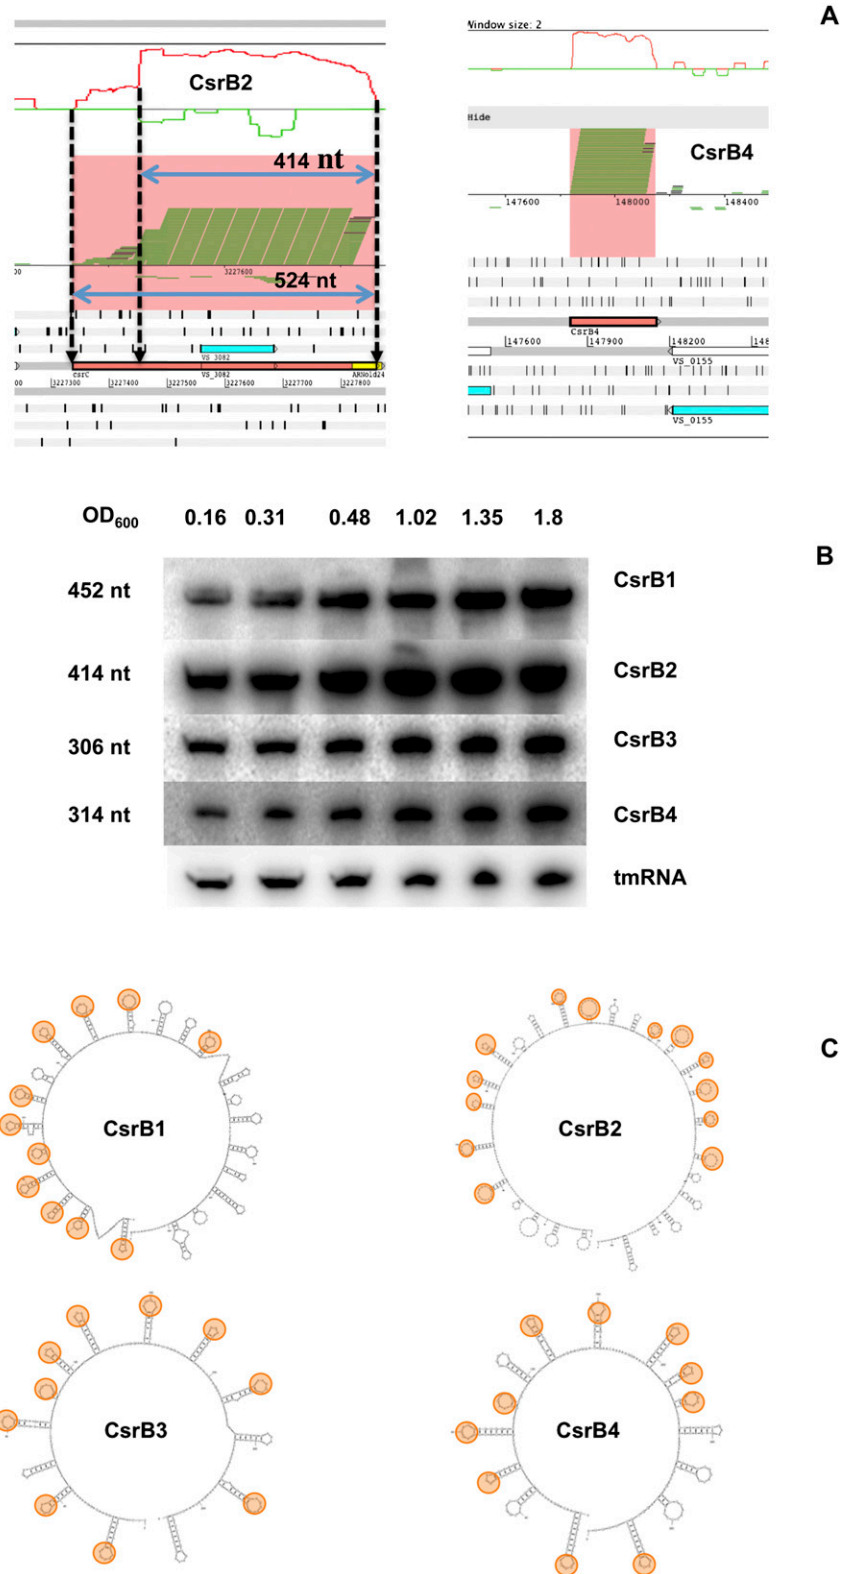 A
Window size: 2
CsrB2
Hide
CsrB4
414 nt
147600 148000 148400
3227600
524 nt
CsrB4
VS_3082
147600 147900 148200
csrC VS_3082
VS_0155
3227300 3227400 3227500 3227600 3227700 3227800
VS_0155
OD600 0.16 0.31 0.48 1.02 1.35 1.8
B
452 nt CsrB1
414 nt CsrB2
306 nt CsrB3
314 nt CsrB4
tmRNA
C
CsrB1 CsrB2
CsrB3 CsrB4